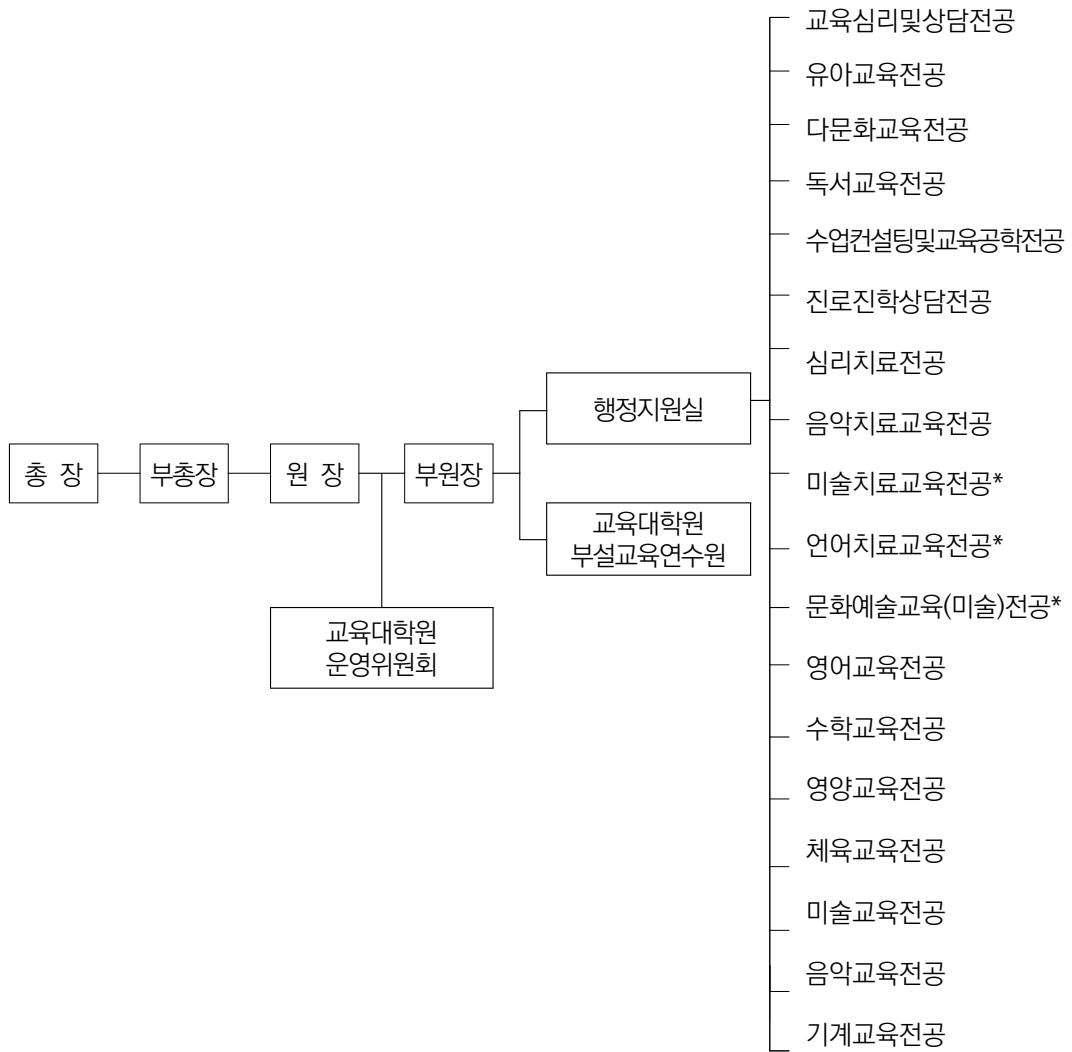 총 장
부총장
원 장
부원장
교육대학원
운영위원회
행정지원실
교육대학원
부설교육연수원
교육심리및상담전공
유아교육전공
다문화교육전공
독서교육전공
수업컨설팅및교육공학전공
진로진학상담전공
심리치료전공
음악치료교육전공
미술치료교육전공*
언어치료교육전공*
문화예술교육(미술)전공*
영어교육전공
수학교육전공
영양교육전공
체육교육전공
미술교육전공
음악교육전공
기계교육전공